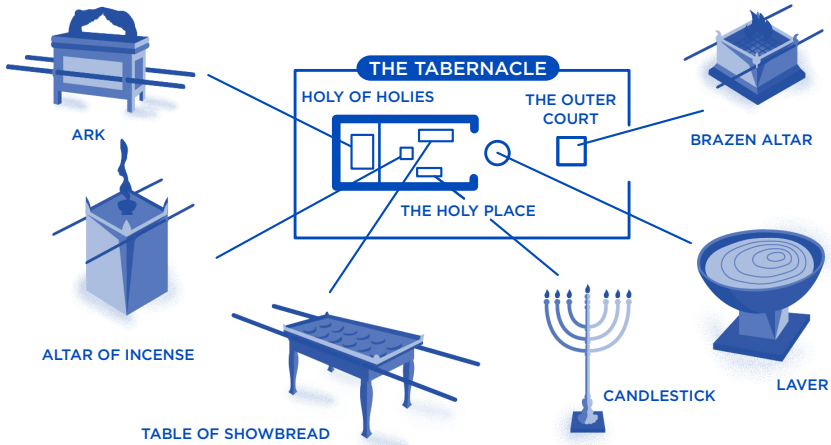 THE TABERNACLE
HOLY OF HOLIES
THE OUTER
COURT
ARK
BRAZEN ALTAR
THE HOLY PLACE
ALTAR OF INCENSE
LAVER
CANDLESTICK
TABLE OF SHOWBREAD